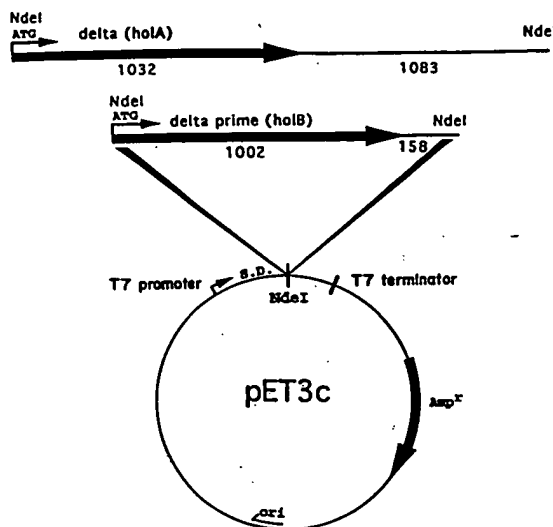 NdeI
ATG
delta (holA)
Nde
1032
1083
NdeI
ATG
delta prime (holB)
NdeI
1002
158
T7 promoter
S.D.
NdeI
T7 terminator
pET3c
Ampr
ori